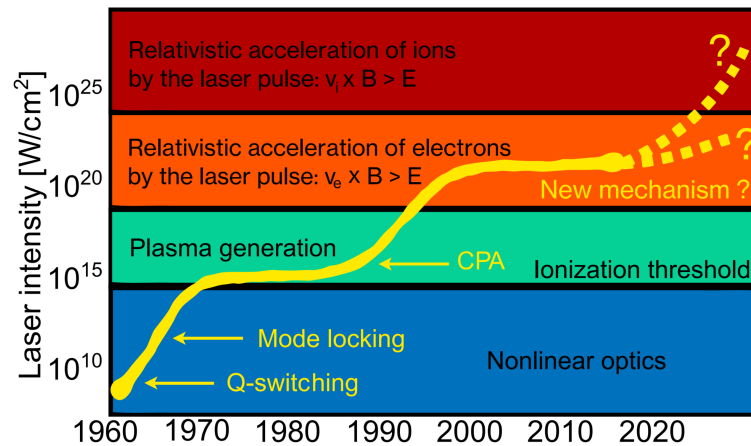 Laser intensity [W/cm²]
10²⁵
10²⁰
10¹⁵
10¹⁰
Relativistic acceleration of ions
by the laser pulse: vᵢ x B > E
?
Relativistic acceleration of electrons
by the laser pulse: vₑ x B > E
?
New mechanism ?
Plasma generation
CPA
Ionization threshold
Mode locking
Nonlinear optics
Q-switching
1960 1970 1980 1990 2000 2010 2020